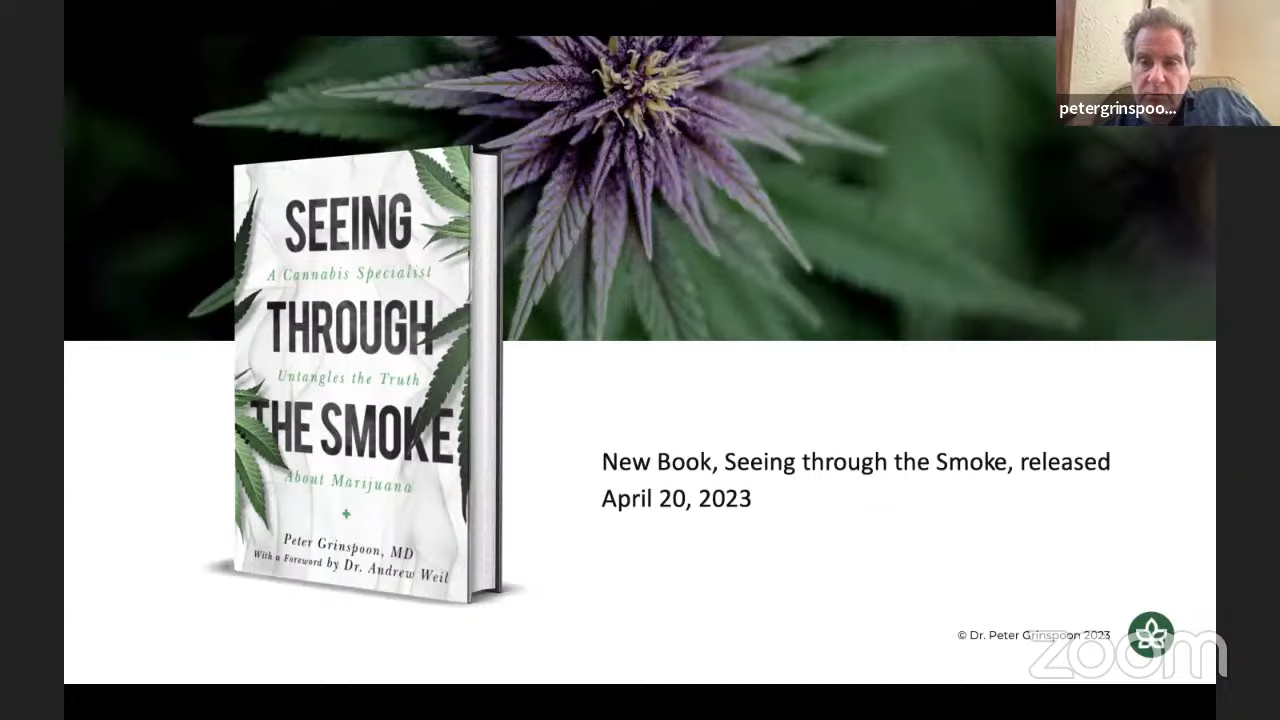 petergrinspoo...
SEEING
A Cannabis Specialist
THROUGH
Untangles the Truth
THE SMOKE
About Marijuana
Peter Grinspoon, MD
With a Foreword by Dr. Andrew Weil
New Book, Seeing through the Smoke, released
April 20, 2023
© Dr. Peter Grinspoon 2023
zoom